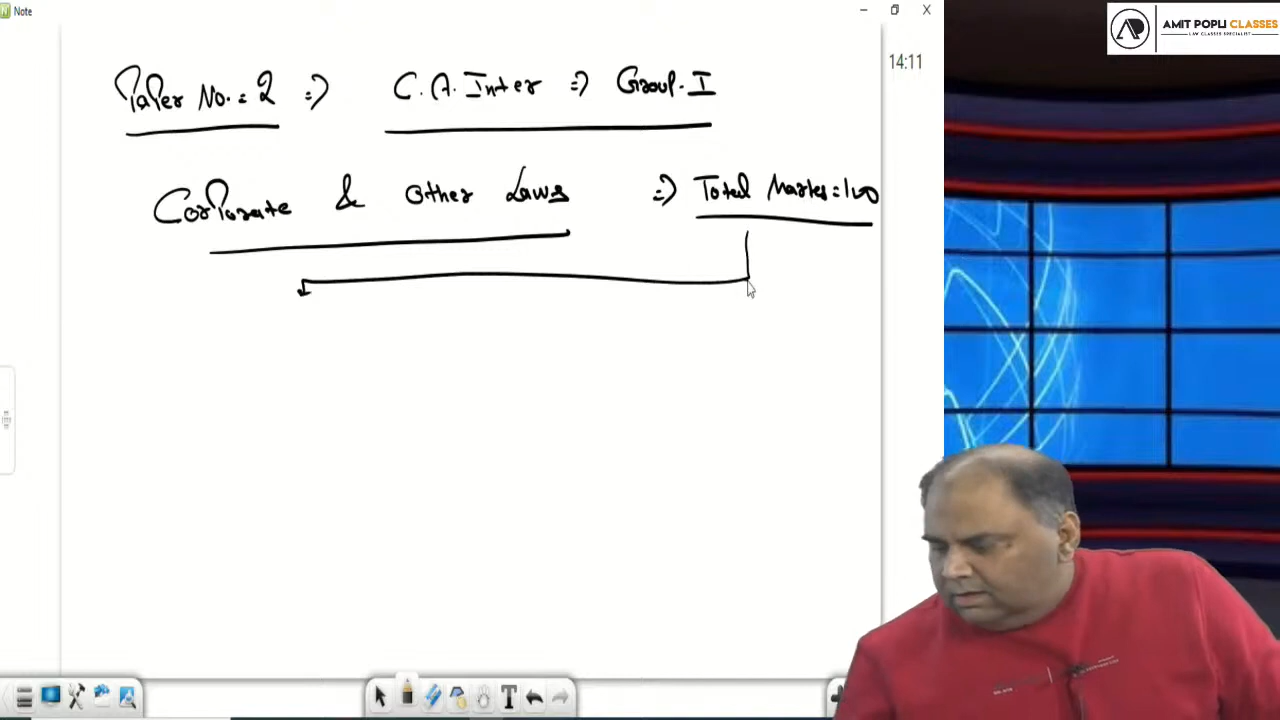 Note
AMIT POPLI CLASSES
LAW CLASSES SPECIALIST
14:11
Paper No. = 2 => C.A. Inter => Group. I
Corporate & Other Laws => Total Marks = 100